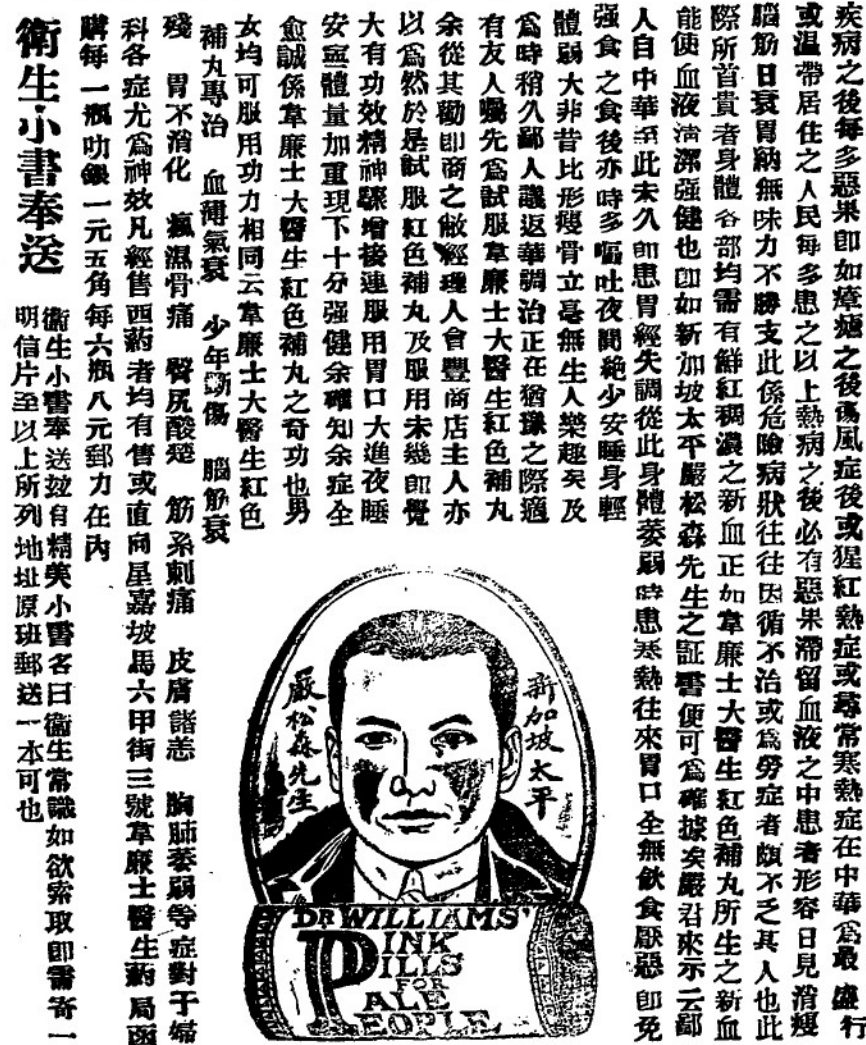 疾病之後每多惡果即如瘴瘧之後傷風症後或猩紅熱症或尋常寒熱症在中華爲最盛行
或溫帶居住之人民每多患之以上熱病之後必有惡果滯留血液之中患者形容日見消瘦
腦筋日衰胃納無味力不勝支此係危險病狀往往因循不治或爲勞症者頗不乏其人也此
際所首貴者身體各部均需有鮮紅稠濃之新血正如韋廉士大醫生紅色補丸所生之新血
能使血液清潔強健也卽如新加坡太平嚴松森先生之証書便可爲確據矣嚴君來示云鄙
人自中華至此未久卽患胃經失調從此身體萎弱時患寒熱往來胃口全無飲食厭惡卽免
强食之食後亦時多嘔吐夜間絕少安睡身輕
體弱大非昔比形瘦骨立毫無生人樂趣矣及
爲時稍久鄙人議返華調治正在猶豫之際適
有友人囑先爲試服韋廉士大醫生紅色補丸
余從其勸卽商之敝經理人會豐商店主人亦
以爲然於是試服紅色補丸及服用未幾卽覺
大有功效精神驟增接連服用胃口大進夜睡
安寧體量加重現下十分强健余確知余症全
愈誠係韋廉士大醫生紅色補丸之奇功也男
女均可服用功力相同云韋廉士大醫生紅色
補丸專治 血薄氣衰 少年斲傷 腦筋衰
殘 胃不消化 瘋濕骨痛 臀尻酸楚 筋系刺痛 皮膚諸恙 胸肺萎弱等症對于婦
科各症尤爲神效凡經售西葯者均有售或直向星嘉坡馬六甲街三號韋廉士醫生葯局函
購每一瓶叻銀一元五角每六瓶八元郵力在內
衛生小書奉送
衞生小書奉送玆有精美小書名曰衞生常識如欲索取卽需寄一
明信片至以上所列地址原班郵送一本可也
新加坡太平
嚴松森先生
DR WILLIAMS'
PINK
PILLS
FOR
PALE
PEOPLE